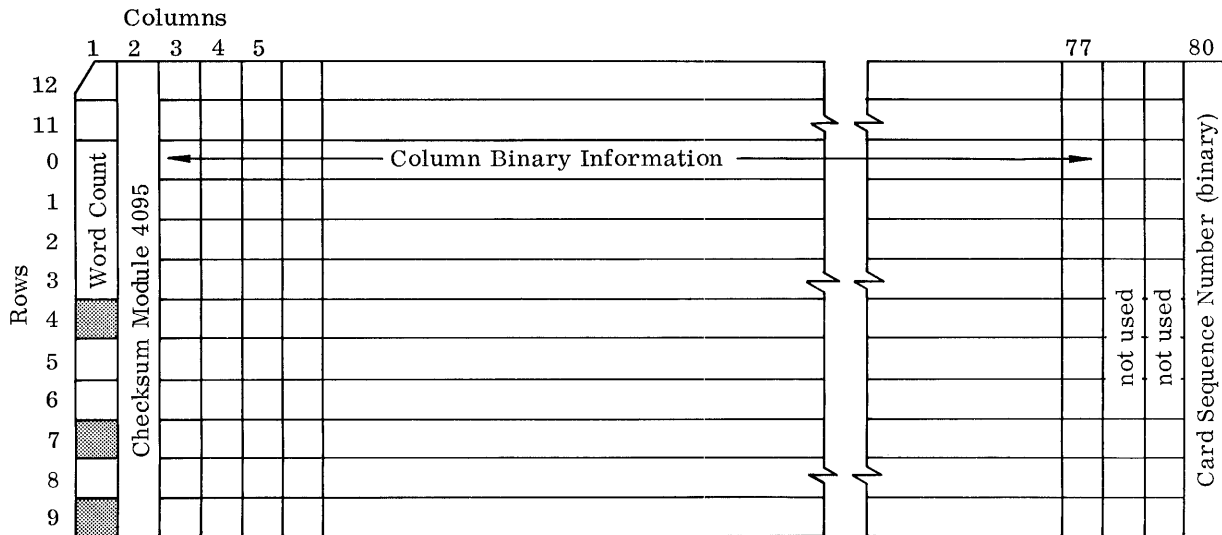 Columns
1 2 3 4 5 77 80
12
11
0
1
2
3
4
5
6
7
8
9
Rows
Word Count
Checksum Module 4095
Column Binary Information
not used
not used
Card Sequence Number (binary)